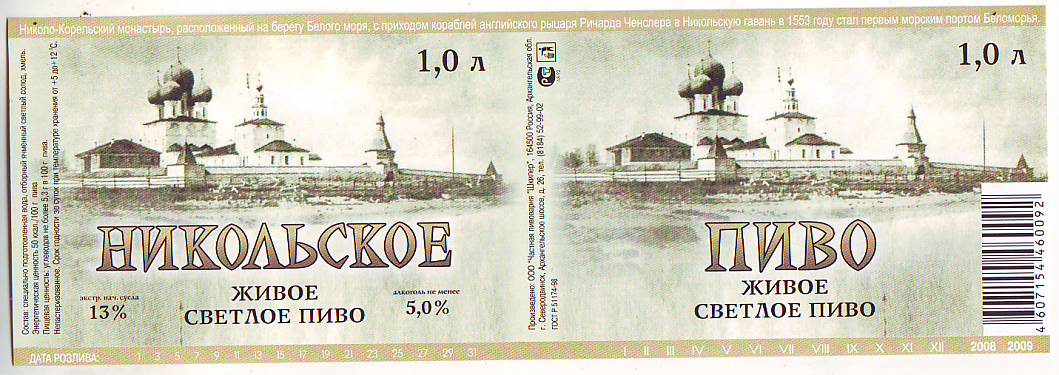 Николо-Корельский монастырь, расположенный на берегу Белого моря, с приходом кораблей английского рыцаря Ричарда Ченслера в Никольскую гавань в 1553 году стал первым морским портом Беломорья.
Состав: специально подготовленная вода, отборный ячменный светлый солод, хмель.
Энергетическая ценность 50 ккал./100 г. пива
Пищевая ценность: углеводов не более 5,3 г в 100 г. пива.
Непастеризованное. Срок годности 30 суток при температуре хранения от +5 до +12 °С.
1,0 л
НИКОЛЬСКОЕ
ЖИВОЕ
СВЕТЛОЕ ПИВО
экстр. нач. сусла
13%
алкоголь не менее
5,0%
Произведено: ООО "Частная пивоварня "Шкипер", 164500 Россия, Архангельская обл.
г. Северодвинск, Архангельское шоссе, д. 26, тел. (8184) 52-99-02
ГОСТ Р 51174-98
1,0 л
ПИВО
ЖИВОЕ
СВЕТЛОЕ ПИВО
4607154460092
ДАТА РОЗЛИВА: 1 3 5 7 9 11 13 15 17 19 21 23 25 27 29 31 I II III IV V VI VII VIII IX X XI XII 2008 2009